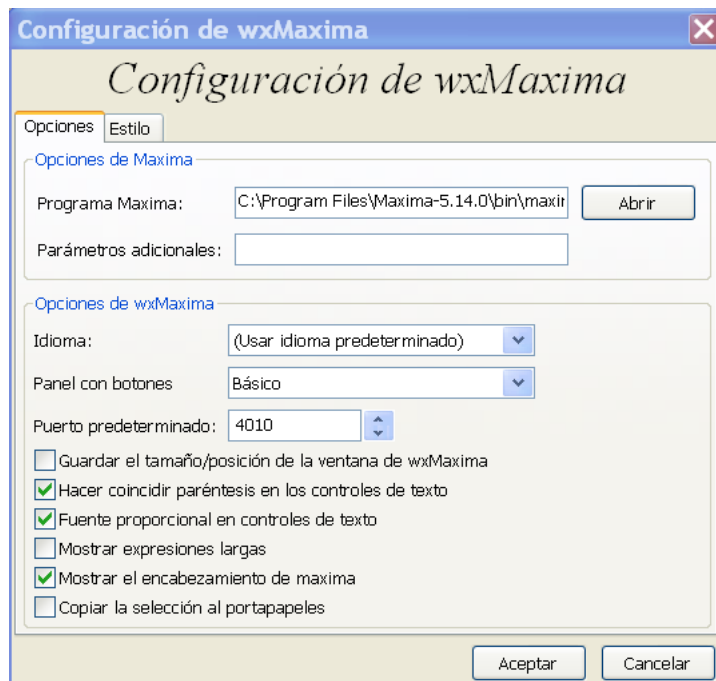 Configuración de wxMaxima
Configuración de wxMaxima
Opciones Estilo
Opciones de Maxima
Programa Maxima: C:\Program Files\Maxima-5.14.0\bin\maxir Abrir
Parámetros adicionales:
Opciones de wxMaxima
Idioma: (Usar idioma predeterminado)
Panel con botones Básico
Puerto predeterminado: 4010
Guardar el tamaño/posición de la ventana de wxMaxima
Hacer coincidir paréntesis en los controles de texto
Fuente proporcional en controles de texto
Mostrar expresiones largas
Mostrar el encabezamiento de maxima
Copiar la selección al portapapeles
Aceptar Cancelar